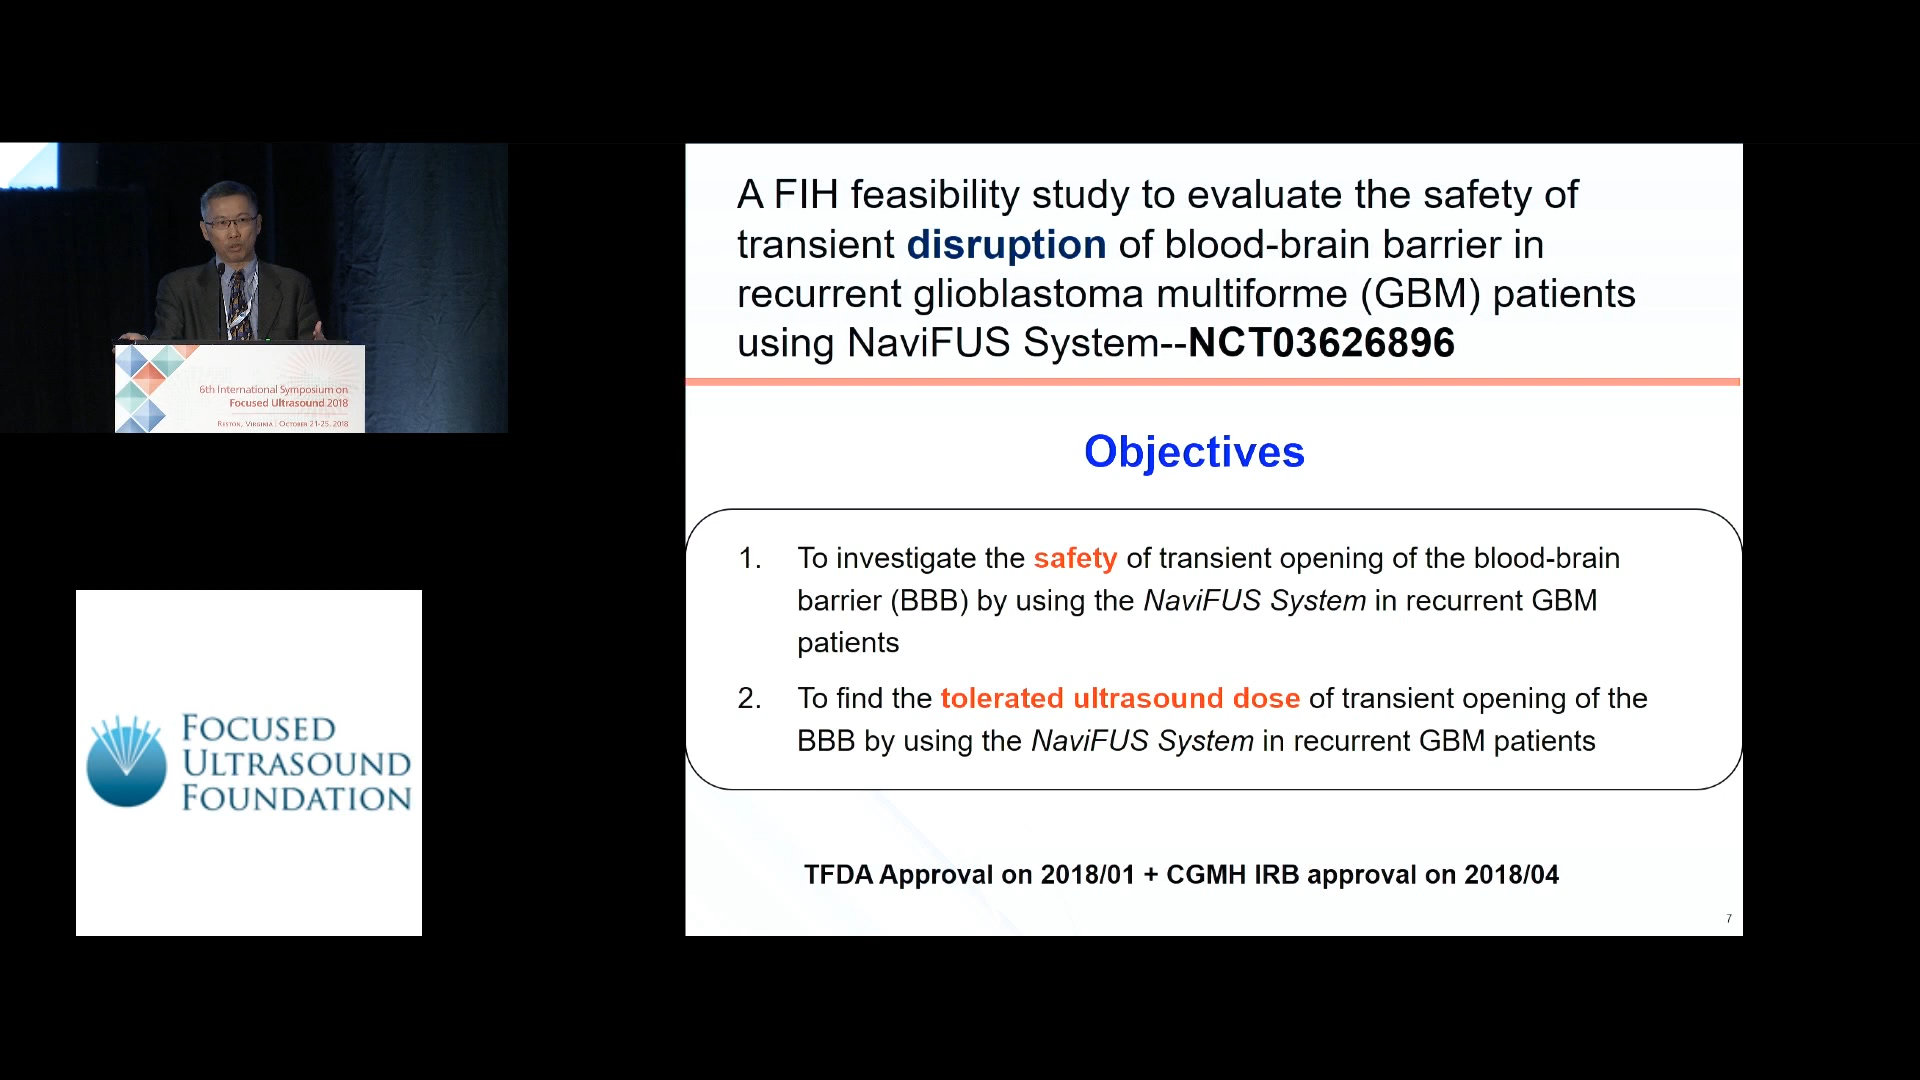 A FIH feasibility study to evaluate the safety of
transient disruption of blood-brain barrier in
recurrent glioblastoma multiforme (GBM) patients
using NaviFUS System--NCT03626896
Objectives
1. To investigate the safety of transient opening of the blood-brain
barrier (BBB) by using the NaviFUS System in recurrent GBM
patients
2. To find the tolerated ultrasound dose of transient opening of the
BBB by using the NaviFUS System in recurrent GBM patients
TFDA Approval on 2018/01 + CGMH IRB approval on 2018/04
7
6th International Symposium on
Focused Ultrasound 2018
Reston, Virginia | October 21-25, 2018
FOCUSED
ULTRASOUND
FOUNDATION